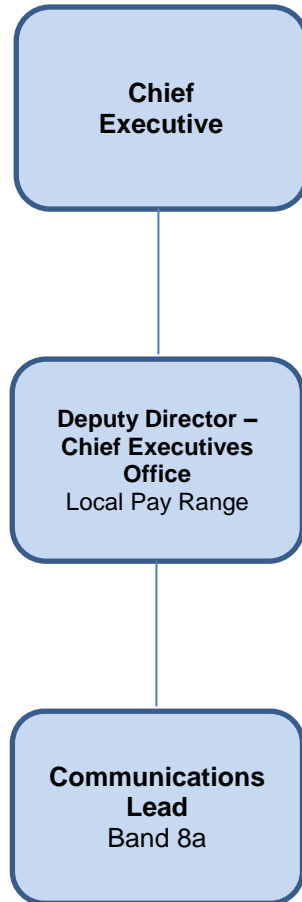 Chief
Executive
Deputy Director –
Chief Executives
Office
Local Pay Range
Communications
Lead
Band 8a